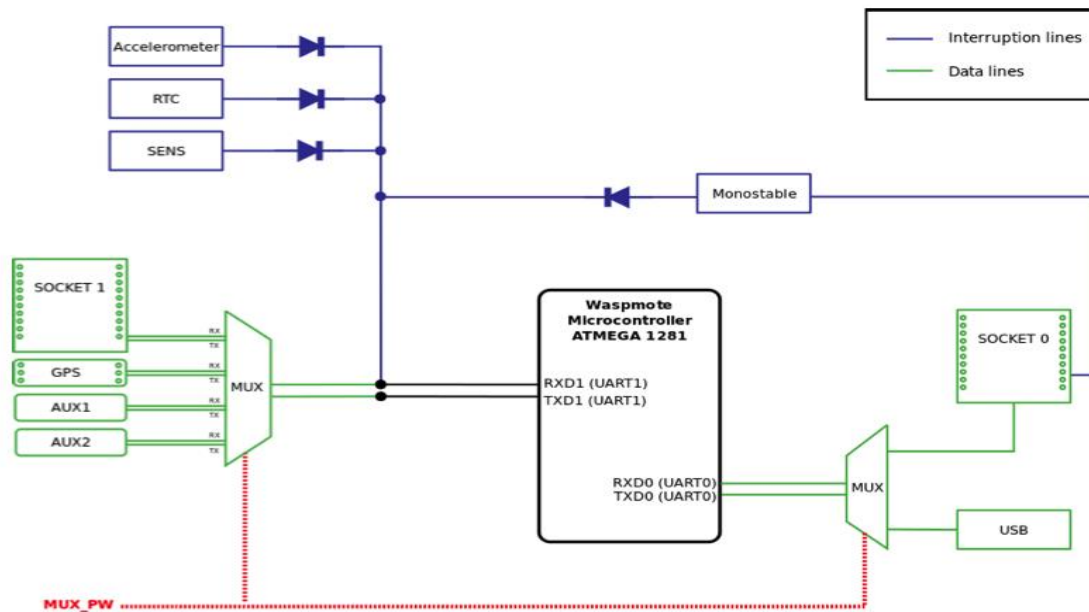 Accelerometer
RTC
SENS
Interruption lines
Data lines
Monostable
SOCKET 1
GPS
AUX1
AUX2
RX
TX
RX
TX
RX
TX
RX
TX
MUX
Waspmote
Microcontroller
ATMEGA 1281
RXD1 (UART1)
TXD1 (UART1)
RXD0 (UART0)
TXD0 (UART0)
MUX
SOCKET 0
USB
MUX_PW